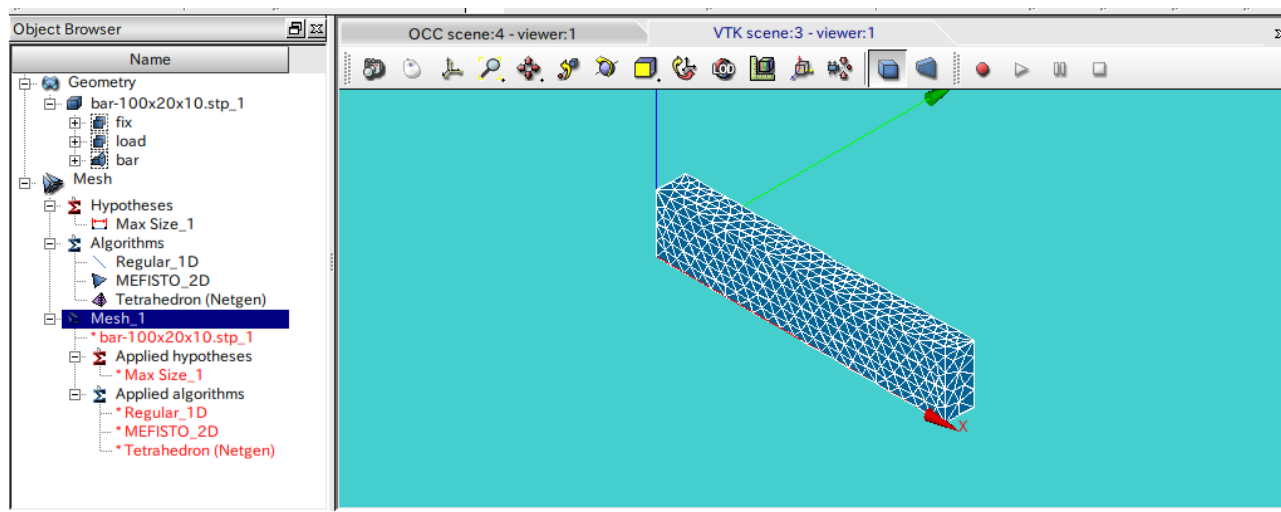 Object Browser
Name
Geometry
bar-100x20x10.stp_1
fix
load
bar
Mesh
Hypotheses
Max Size_1
Algorithms
Regular_1D
MEFISTO_2D
Tetrahedron (Netgen)
Mesh_1
*bar-100x20x10.stp_1
Applied hypotheses
*Max Size_1
Applied algorithms
*Regular_1D
*MEFISTO_2D
*Tetrahedron (Netgen)
OCC scene:4 - viewer:1
VTK scene:3 - viewer:1
LOD
X